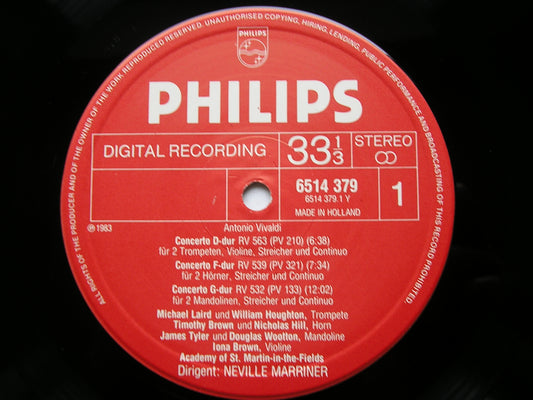 ALL RIGHTS OF THE PRODUCER AND OF THE OWNER OF THE WORK REPRODUCED RESERVED. UNAUTHORISED COPYING, HIRING, LENDING, PUBLIC PERFORMANCE AND BROADCASTING OF THIS RECORD PROHIBITED.
PHILIPS
PHILIPS
DIGITAL RECORDING
33 1/3
STEREO
6514 379
6514 379.1 Y
MADE IN HOLLAND
1
℗ 1983
Antonio Vivaldi
Concerto D-dur RV 563 (PV 210) (6:38)
für 2 Trompeten, Violine, Streicher und Continuo
Concerto F-dur RV 539 (PV 321) (7:34)
für 2 Hörner, Streicher und Continuo
Concerto G-dur RV 532 (PV 133) (12:02)
für 2 Mandolinen, Streicher und Continuo
Michael Laird und William Houghton, Trompete
Timothy Brown und Nicholas Hill, Horn
James Tyler und Douglas Wootton, Mandoline
Iona Brown, Violine
Academy of St. Martin-in-the-Fields
Dirigent: NEVILLE MARRINER